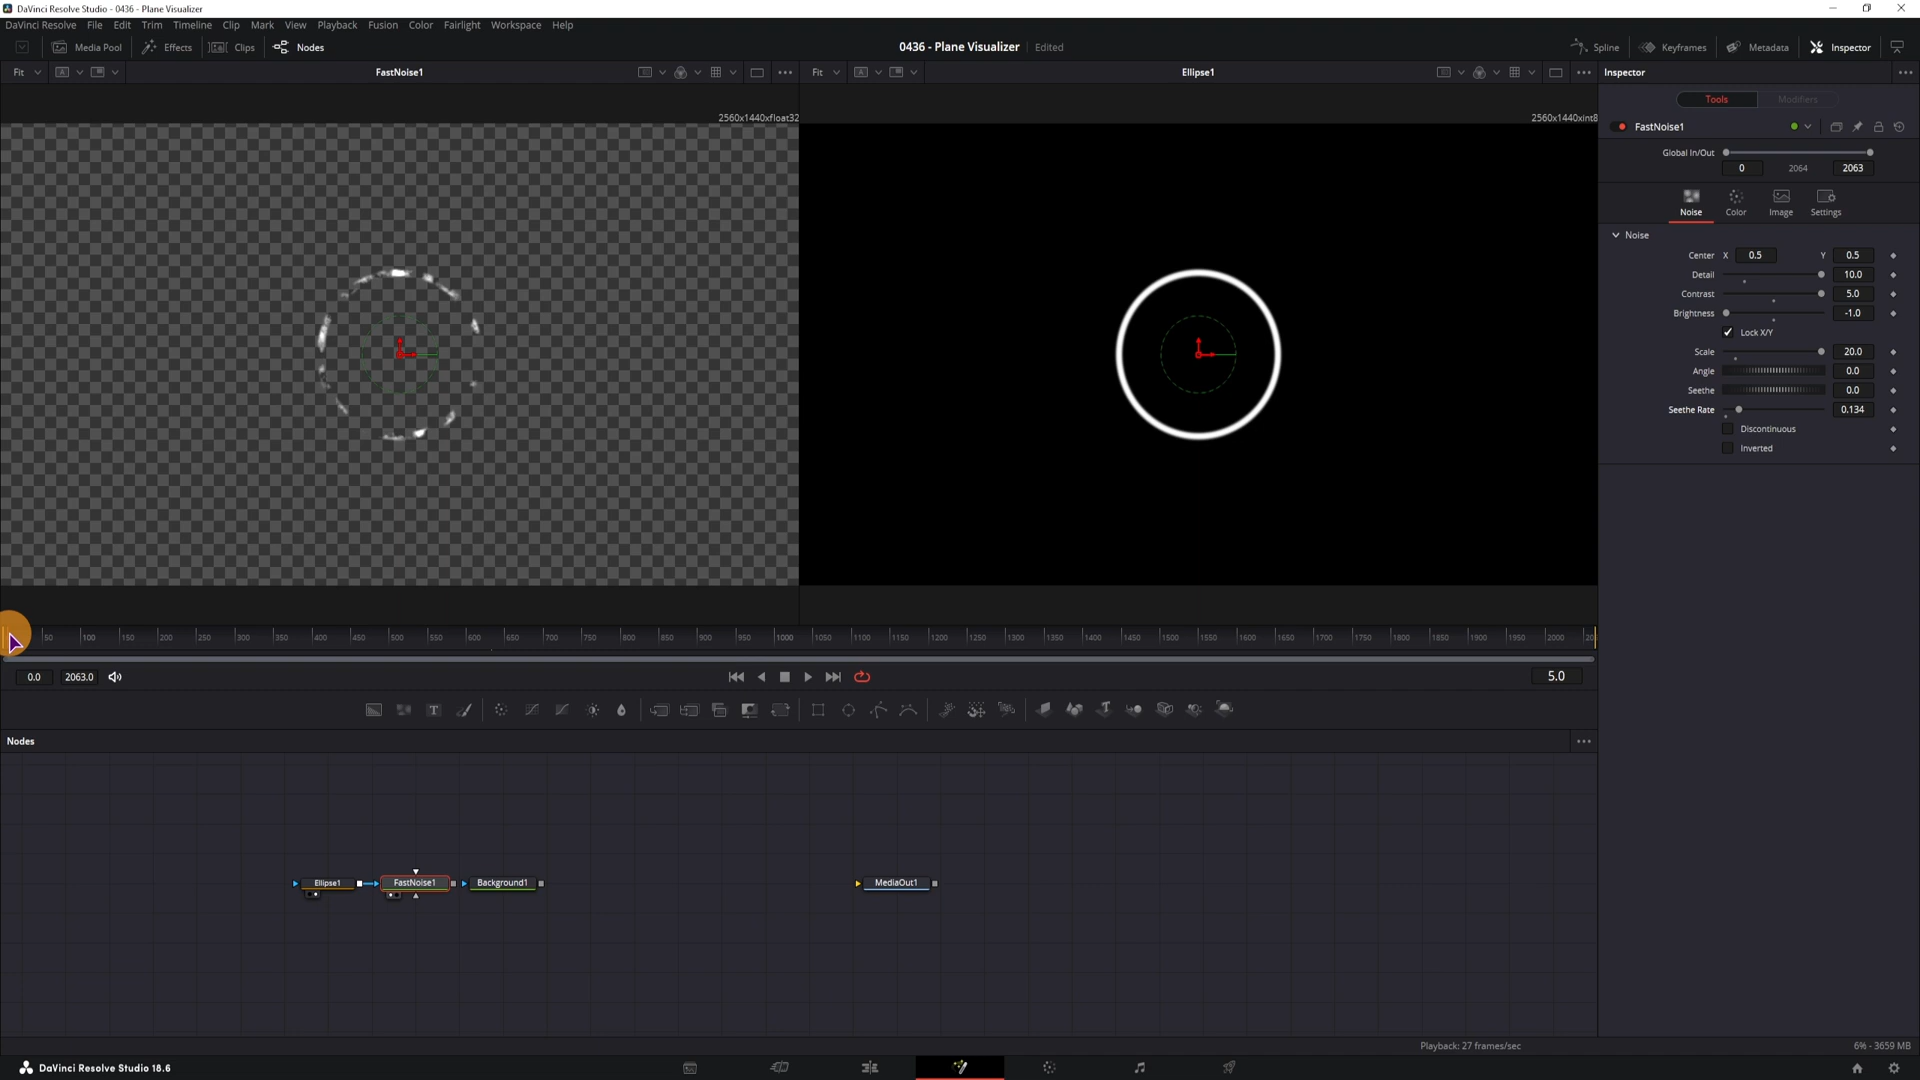 DaVinci Resolve Studio - 0436 - Plane Visualizer
DaVinci Resolve File Edit Trim Timeline Clip Mark View Playback Fusion Color Fairlight Workspace Help
Media Pool Effects Clips Nodes 0436 - Plane Visualizer Edited Spline Keyframes Metadata Inspector
Fit A FastNoise1 Fit A Ellipse1 Inspector
Tools Modifiers
2560x1440xfloat32 2560x1440xint8
FastNoise1
Global In/Out
0 2064 2063
Noise Color Image Settings
Noise
Center X 0.5 Y 0.5
Detail 10.0
Contrast 5.0
Brightness -1.0
Lock X/Y
Scale 20.0
Angle 0.0
Seethe 0.0
Seethe Rate 0.134
Discontinuous
Inverted
50 100 150 200 250 300 350 400 450 500 550 600 650 700 750 800 850 900 950 1000 1050 1100 1150 1200 1250 1300 1350 1400 1450 1500 1550 1600 1650 1700 1750 1800 1850 1900 1950 2000
0.0 2063.0 5.0
T
Nodes
Ellipse1 FastNoise1 Background1 MediaOut1
Playback: 27 frames/sec 6% - 3659 MB
DaVinci Resolve Studio 18.6